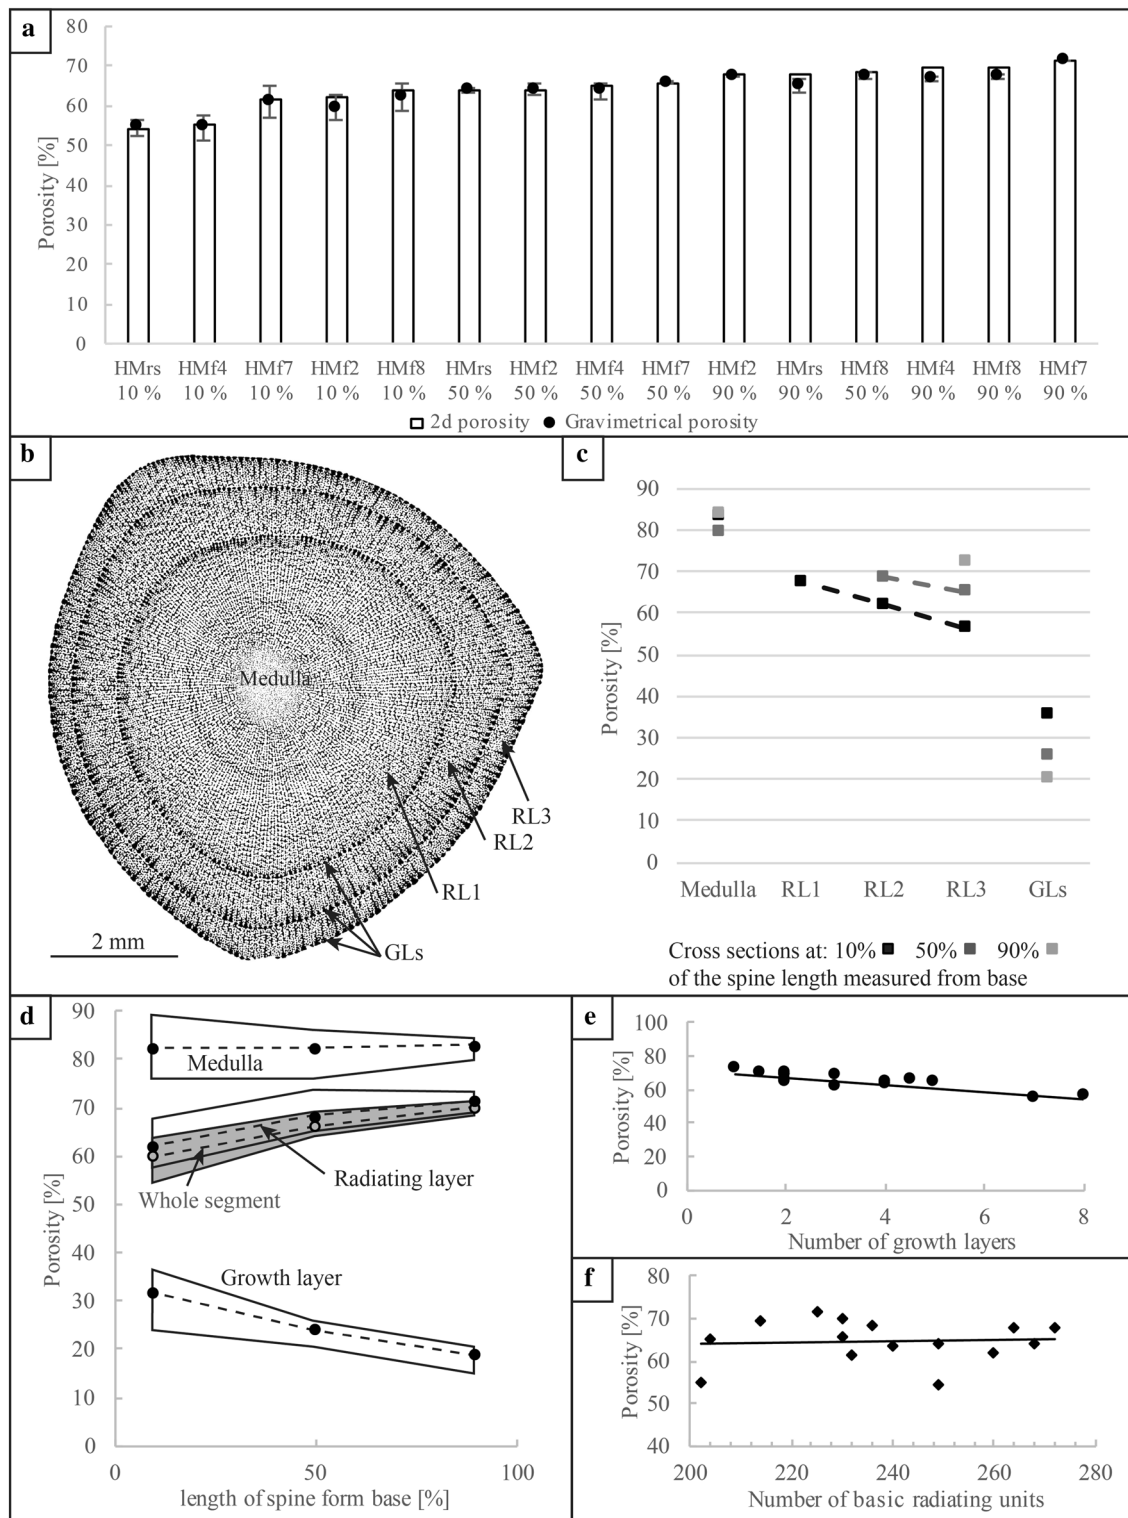 a
80
70
60
50
40
30
20
10
0
Porosity [%]
HMrs HMf4 HMf7 HMf2 HMf8 HMrs HMf2 HMf4 HMf7 HMf2 HMrs HMf8 HMf4 HMf8 HMf7
10 % 10 % 10 % 10 % 10 % 50 % 50 % 50 % 50 % 90 % 90 % 50 % 90 % 90 % 90 %
2d porosity Gravimetrical porosity
b
Medulla
RL3
RL2
RL1
GLs
2 mm
c
90
80
70
60
50
40
30
20
10
0
Porosity [%]
Medulla RL1 RL2 RL3 GLs
Cross sections at: 10% 50% 90%
of the spine length measured from base
d
90
80
70
60
50
40
30
20
10
0
Porosity [%]
Medulla
Radiating layer
Whole segment
Growth layer
0 50 100
length of spine form base [%]
e
100
80
60
40
20
0
Porosity [%]
0 2 4 6 8
Number of growth layers
f
80
70
60
50
40
Porosity [%]
200 220 240 260 280
Number of basic radiating units